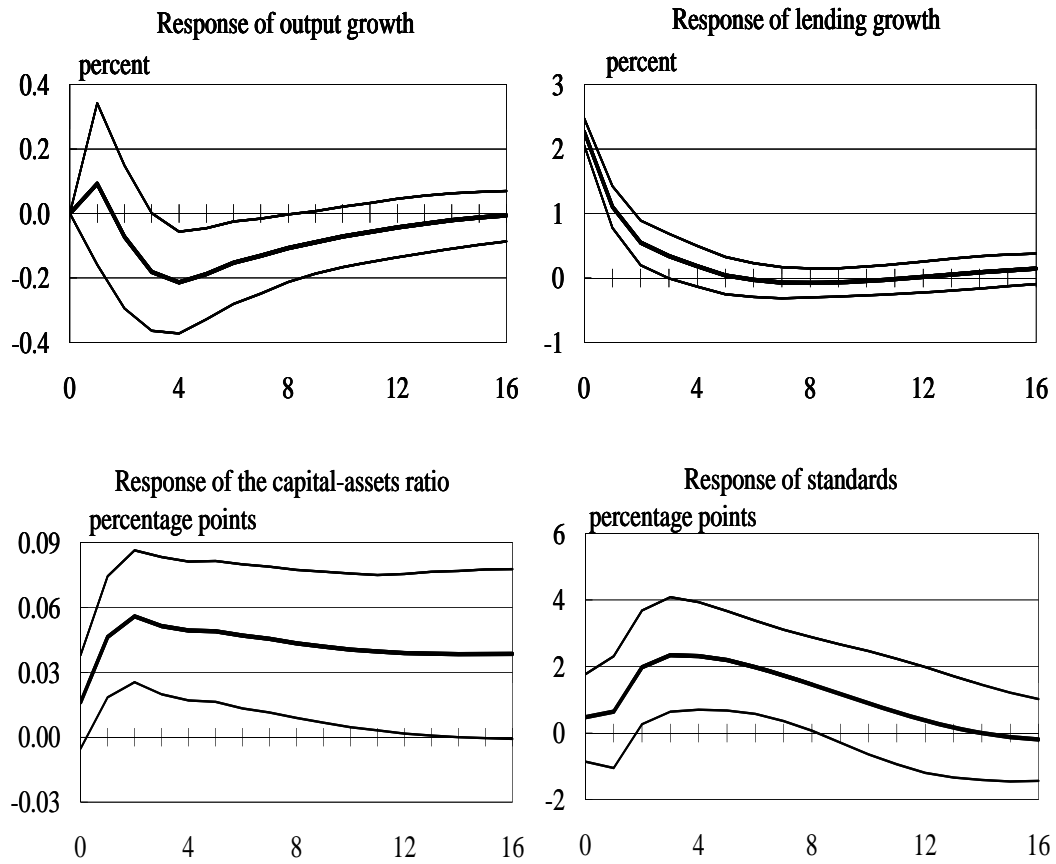 Response of output growth
percent
0.4
0.2
0.0
-0.2
-0.4
0 4 8 12 16
Response of lending growth
percent
3
2
1
0
-1
0 4 8 12 16
Response of the capital-assets ratio
percentage points
0.09
0.06
0.03
0.00
-0.03
0 4 8 12 16
Response of standards
percentage points
6
4
2
0
-2
0 4 8 12 16